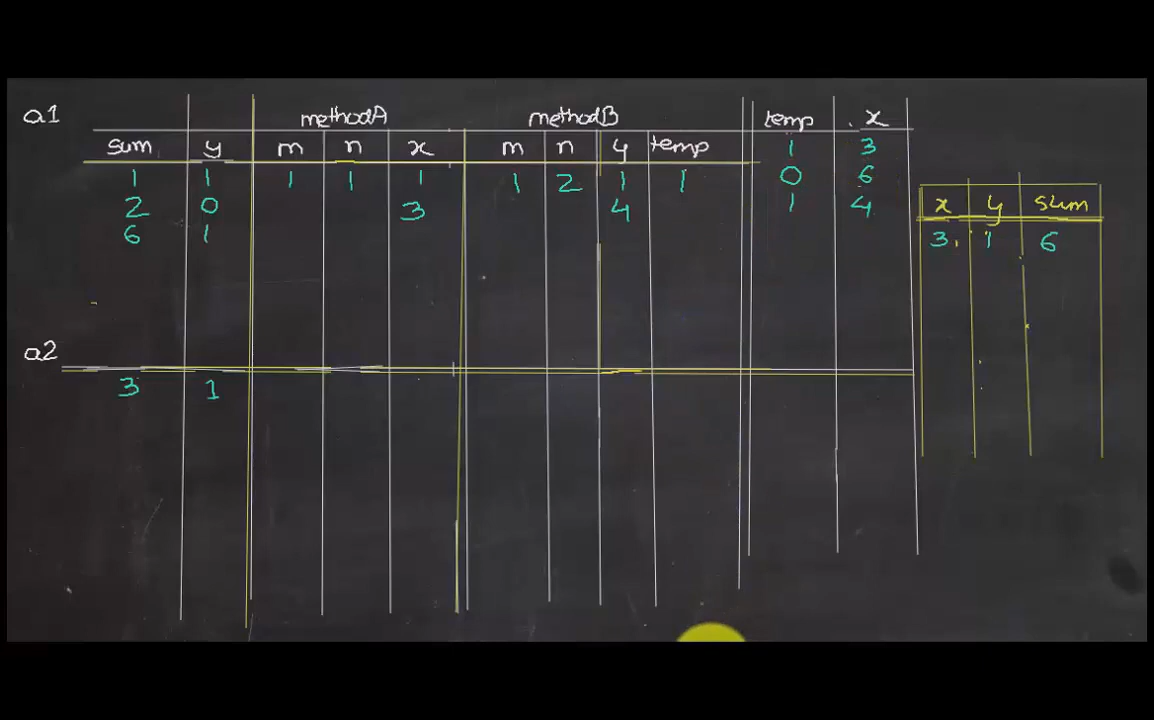 a1 methodA methodB temp x
sum y m n x m n y temp 1 3
1 1 1 1 1 1 2 1 1 0 6
2 0 3 4 1 4 x y sum
6 1 3 1 6
a2
3 1